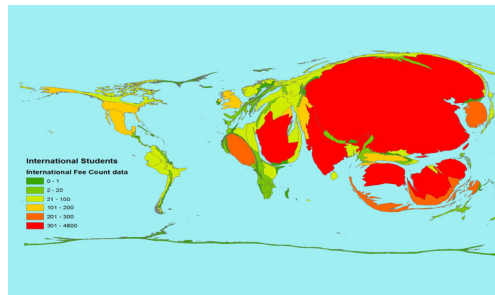 International Students
International Fee Count data
0 - 1
2 - 20
21 - 100
101 - 200
201 - 300
301 - 4800